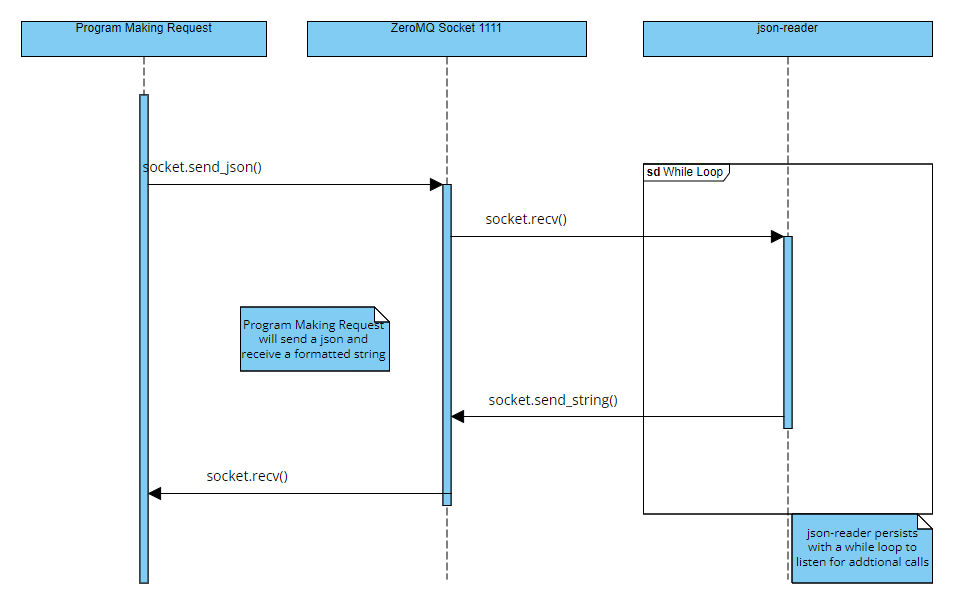 Program Making Request
ZeroMQ Socket 1111
json-reader
socket.send_json()
sd While Loop
socket.recv()
Program Making Request
will send a json and
receive a formatted string
socket.send_string()
socket.recv()
json-reader persists
with a while loop to
listen for addtional calls